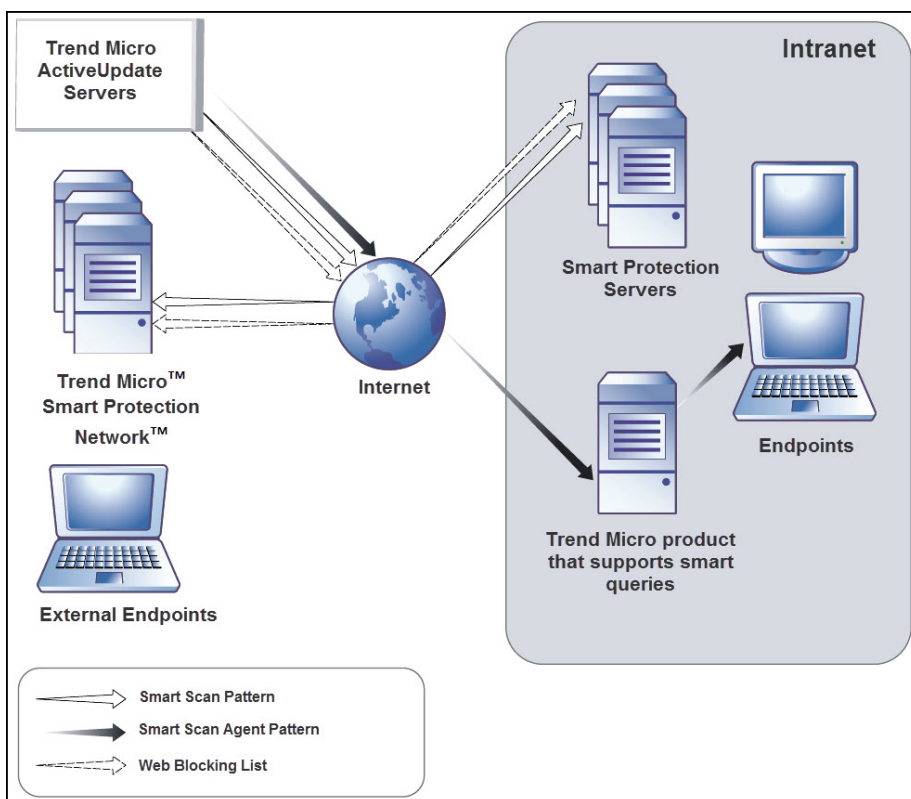 Trend Micro
ActiveUpdate
Servers
Intranet
Smart Protection
Servers
Internet
Trend Micro™
Smart Protection
Network™
Endpoints
Trend Micro product
that supports smart
queries
External Endpoints
Smart Scan Pattern
Smart Scan Agent Pattern
Web Blocking List